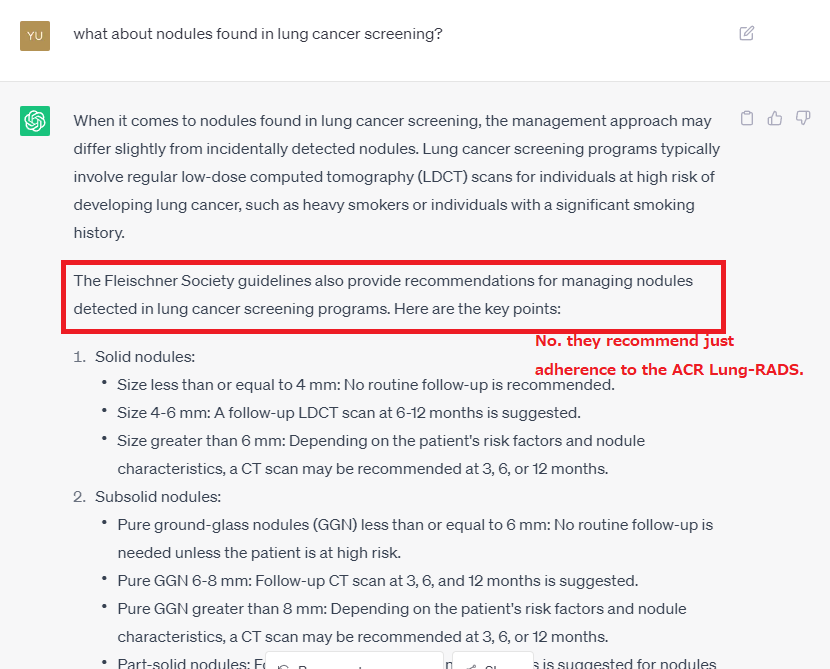 YU
what about nodules found in lung cancer screening?
When it comes to nodules found in lung cancer screening, the management approach may
differ slightly from incidentally detected nodules. Lung cancer screening programs typically
involve regular low-dose computed tomography (LDCT) scans for individuals at high risk of
developing lung cancer, such as heavy smokers or individuals with a significant smoking
history.
The Fleischner Society guidelines also provide recommendations for managing nodules
detected in lung cancer screening programs. Here are the key points:
No. they recommend just
adherence to the ACR Lung-RADS.
1. Solid nodules:
• Size less than or equal to 4 mm: No routine follow-up is recommended.
• Size 4-6 mm: A follow-up LDCT scan at 6-12 months is suggested.
• Size greater than 6 mm: Depending on the patient's risk factors and nodule
characteristics, a CT scan may be recommended at 3, 6, or 12 months.
2. Subsolid nodules:
• Pure ground-glass nodules (GGN) less than or equal to 6 mm: No routine follow-up is
needed unless the patient is at high risk.
• Pure GGN 6-8 mm: Follow-up CT scan at 3, 6, and 12 months is suggested.
• Pure GGN greater than 8 mm: Depending on the patient's risk factors and nodule
characteristics, a CT scan may be recommended at 3, 6, or 12 months.
• Part-solid nodules: is suggested for nodules